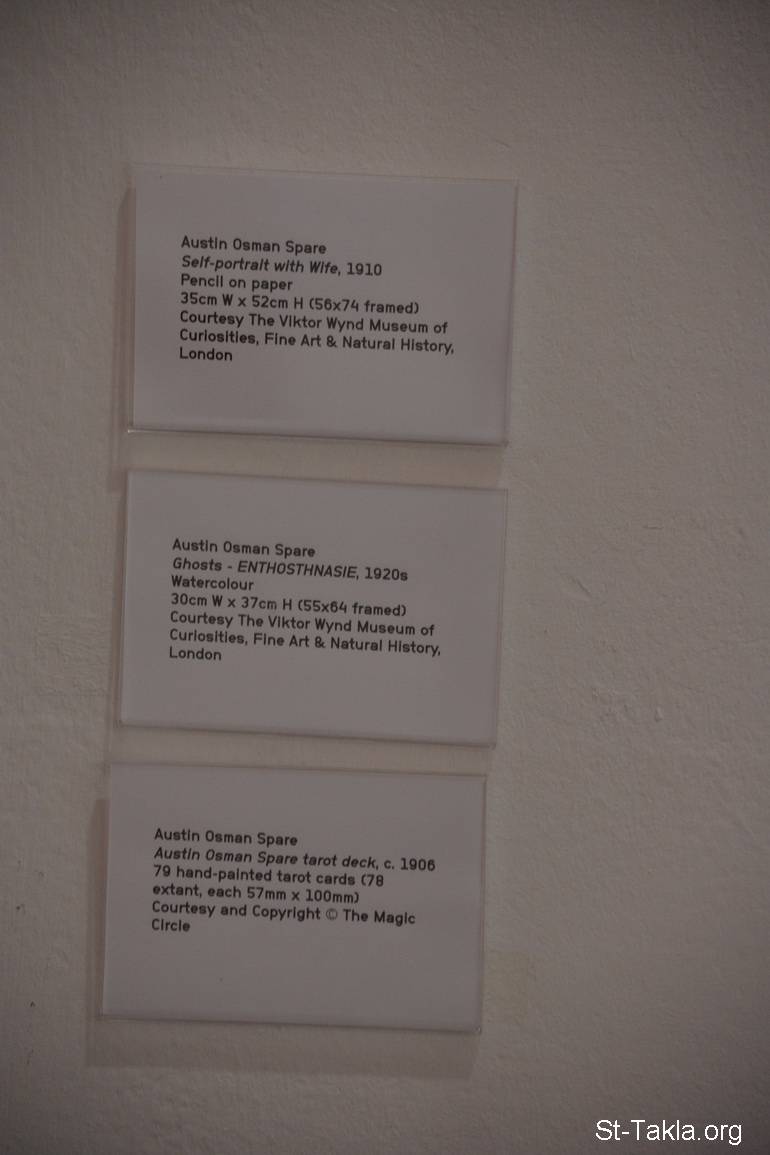 Austin Osman Spare
Self-portrait with Wife, 1910
Pencil on paper
35cm W x 52cm H (56x74 framed)
Courtesy The Viktor Wynd Museum of
Curiosities, Fine Art & Natural History,
London
Austin Osman Spare
Ghosts - ENTHOSTHNASIE, 1920s
Watercolour
30cm W x 37cm H (55x64 framed)
Courtesy The Viktor Wynd Museum of
Curiosities, Fine Art & Natural History,
London
Austin Osman Spare
Austin Osman Spare tarot deck, c. 1906
79 hand-painted tarot cards (78
extant, each 57mm x 100mm)
Courtesy and Copyright © The Magic
Circle
St-Takla.org